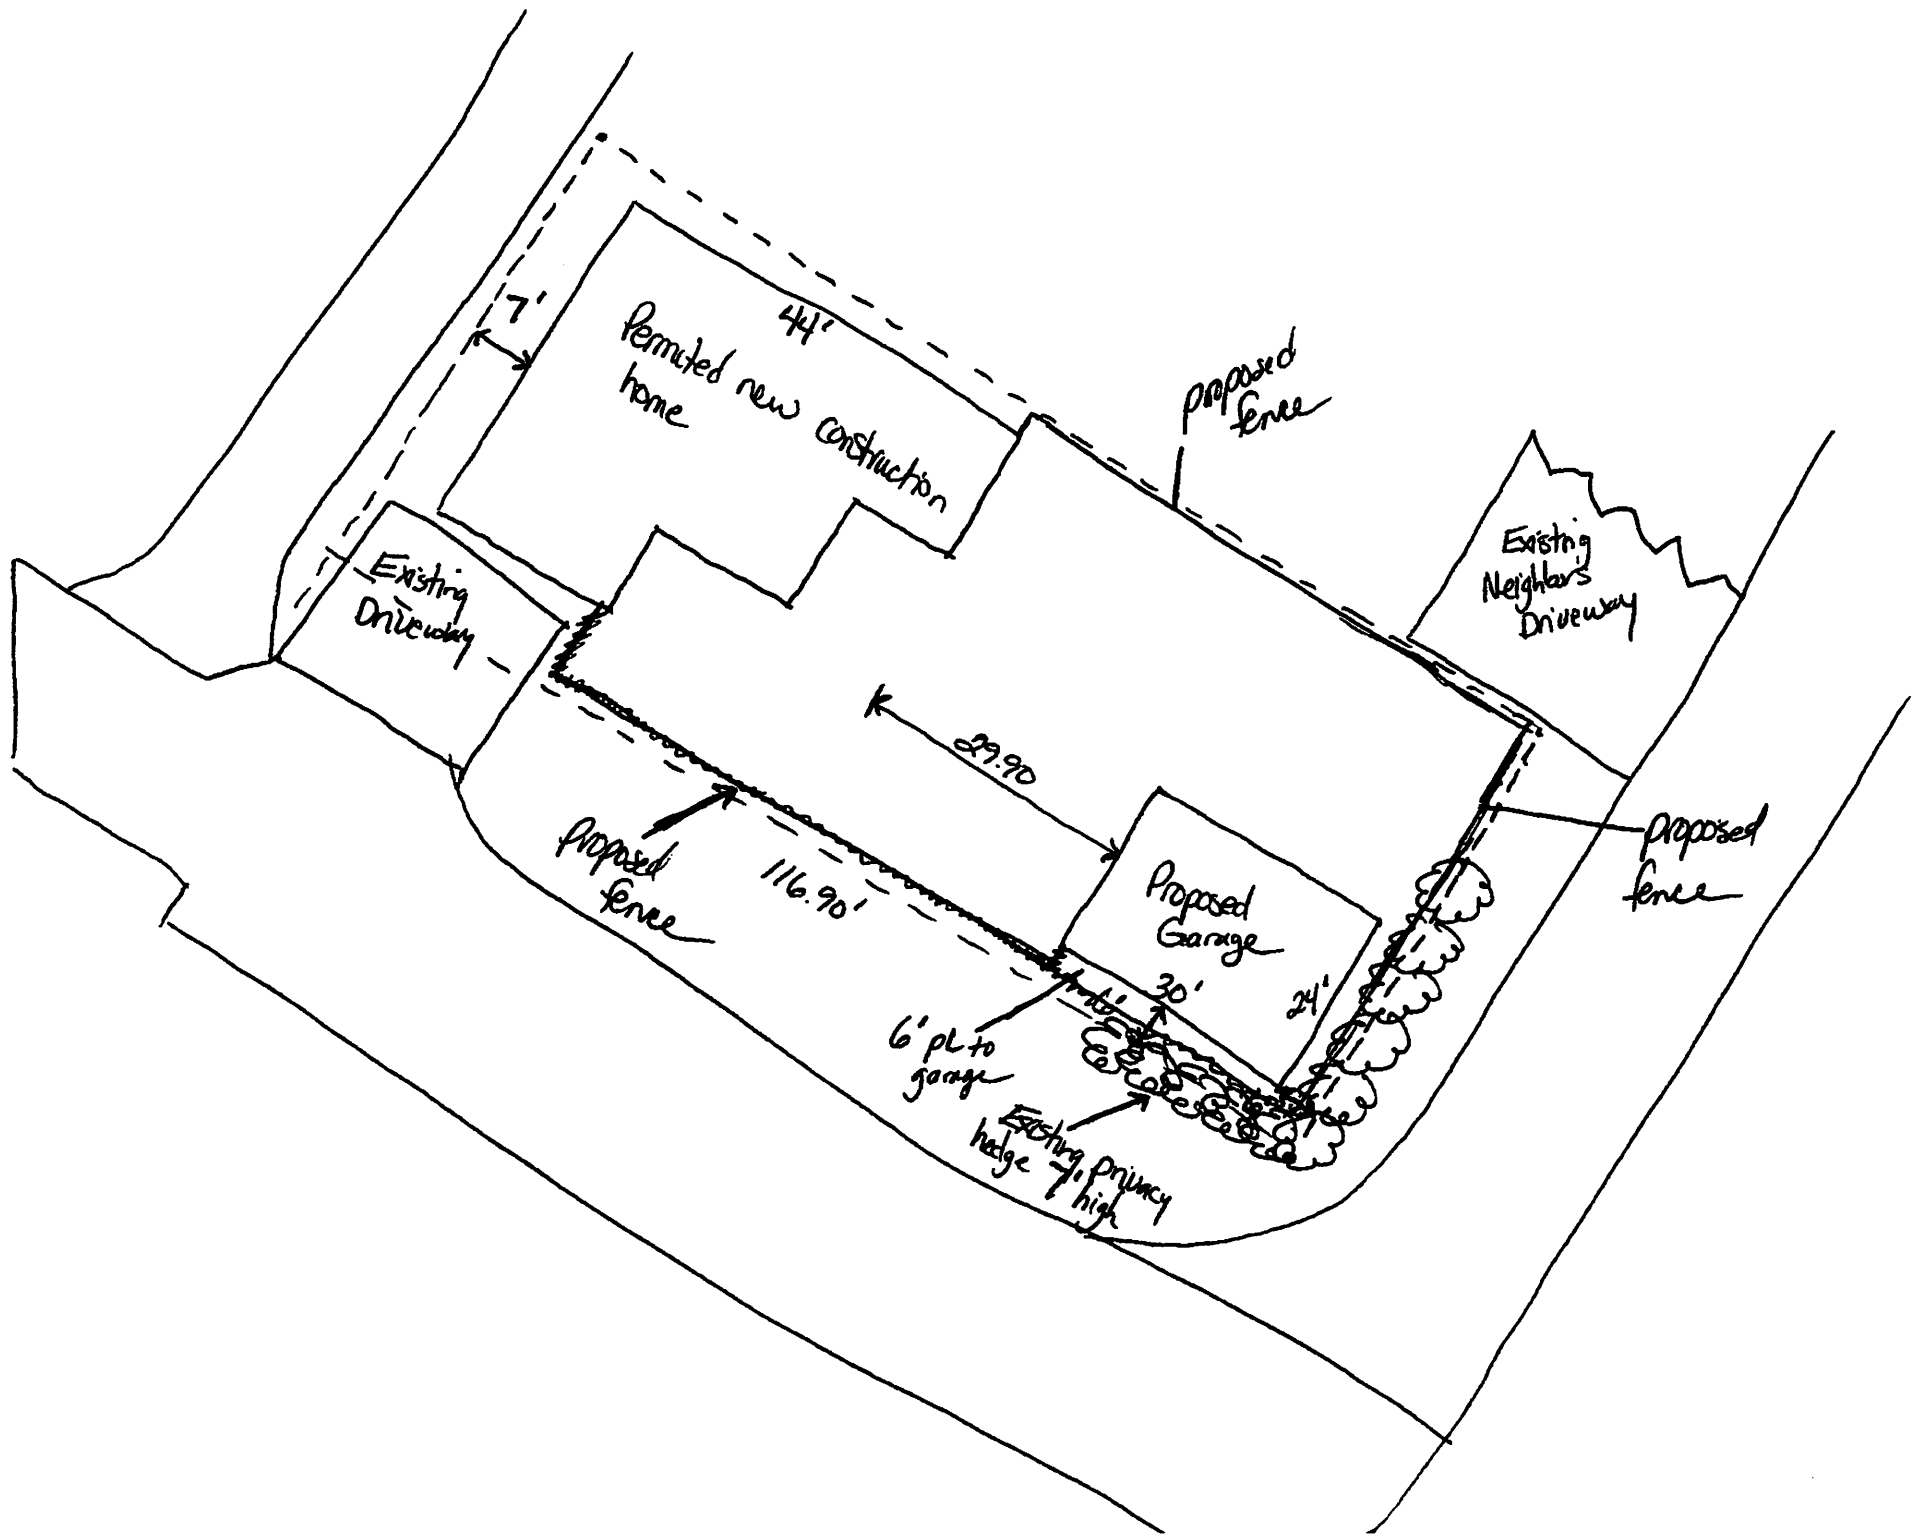 7'
44'
Permited new construction
home
proposed
fence
Existing
Neighbor's
Driveway
Existing
Driveway
29.90
proposed
fence
Proposed
fence
116.90'
Proposed
Garage
30'
24'
6'
6' pl to
garage
Existing privacy
hedge 7'
high